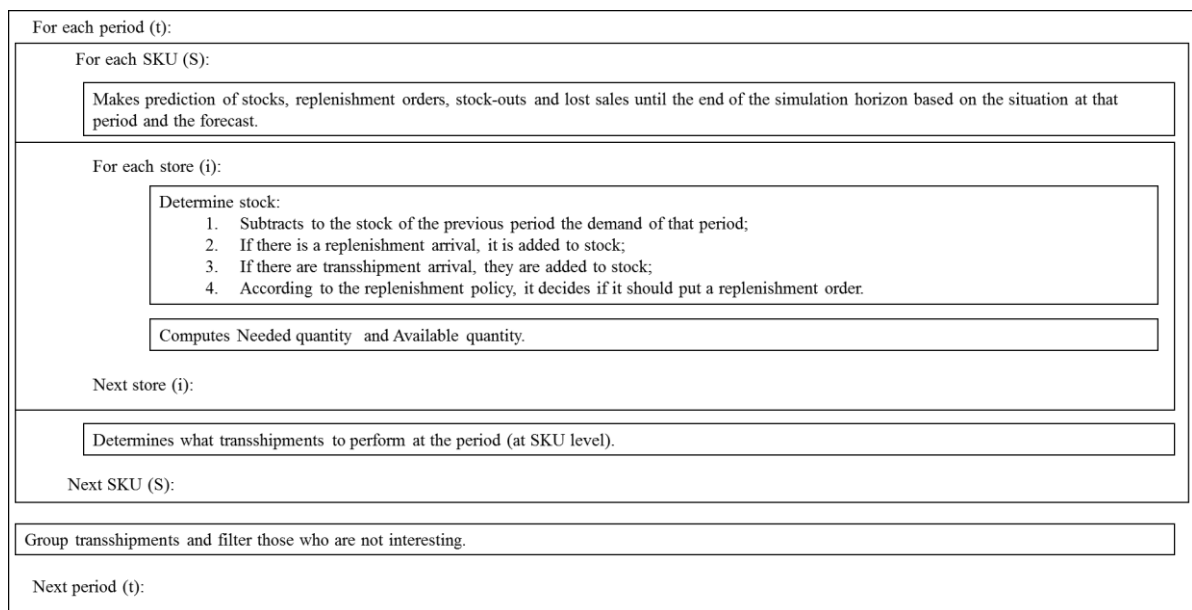 For each period (t):
For each SKU (S):
Makes prediction of stocks, replenishment orders, stock-outs and lost sales until the end of the simulation horizon based on the situation at that
period and the forecast.
For each store (i):
Determine stock:
1. Subtracts to the stock of the previous period the demand of that period;
2. If there is a replenishment arrival, it is added to stock;
3. If there are transshipment arrival, they are added to stock;
4. According to the replenishment policy, it decides if it should put a replenishment order.
Computes Needed quantity and Available quantity.
Next store (i):
Determines what transshipments to perform at the period (at SKU level).
Next SKU (S):
Group transshipments and filter those who are not interesting.
Next period (t):